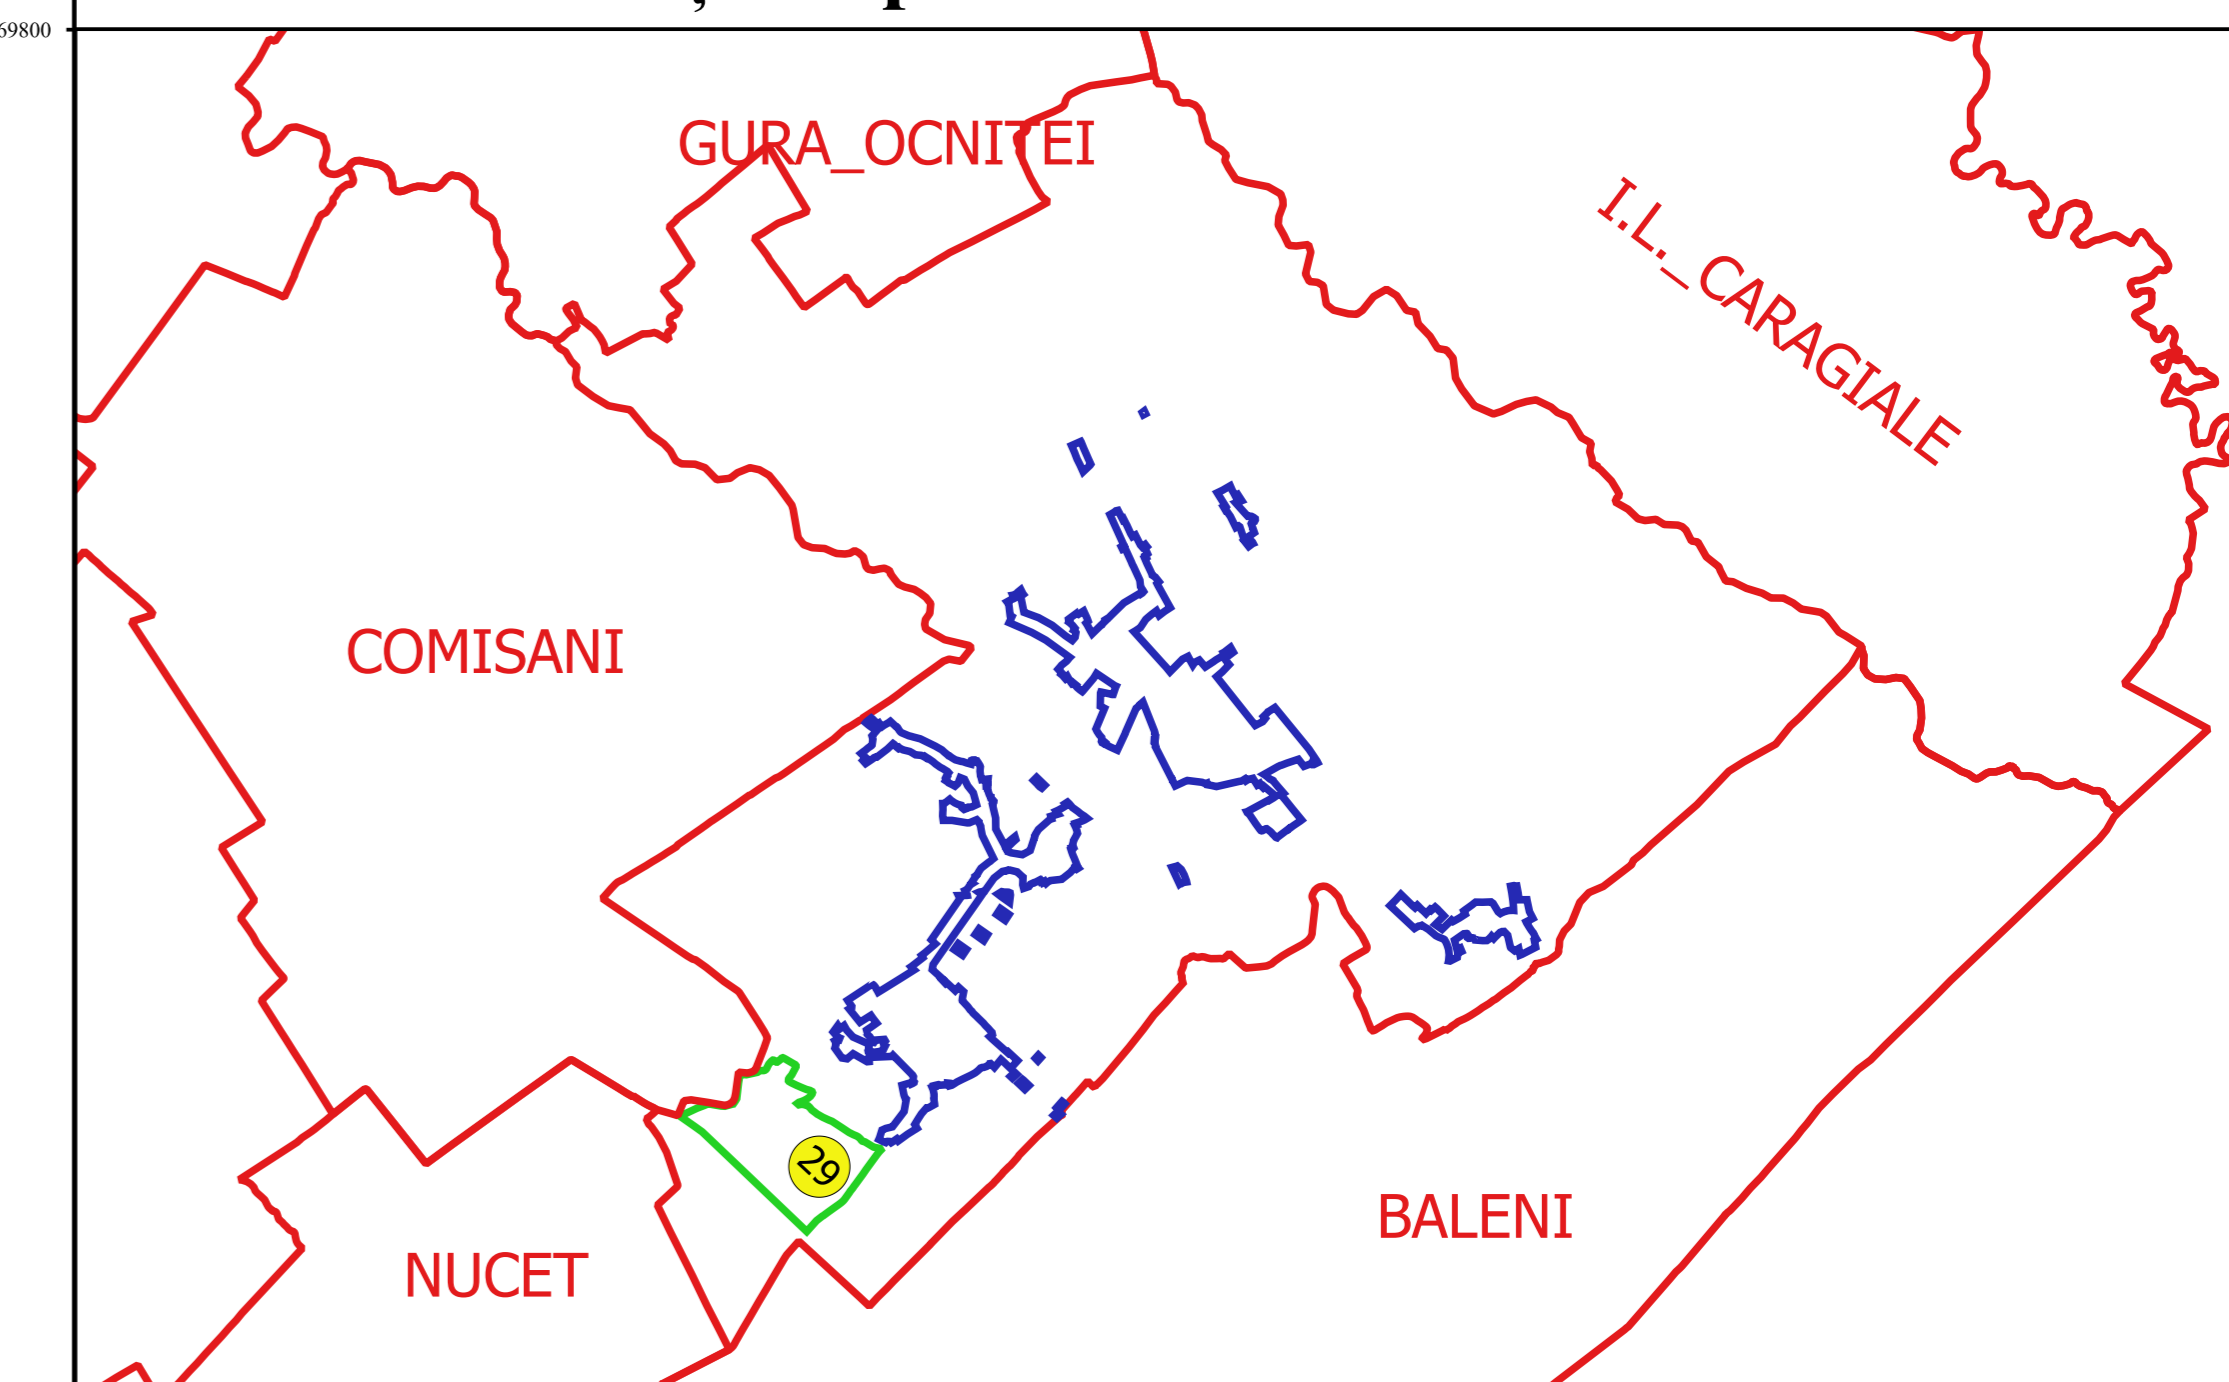 69800
GURA_OCNITEI
I.L._CARAGIALE
COMISANI
29
BALENI
NUCET